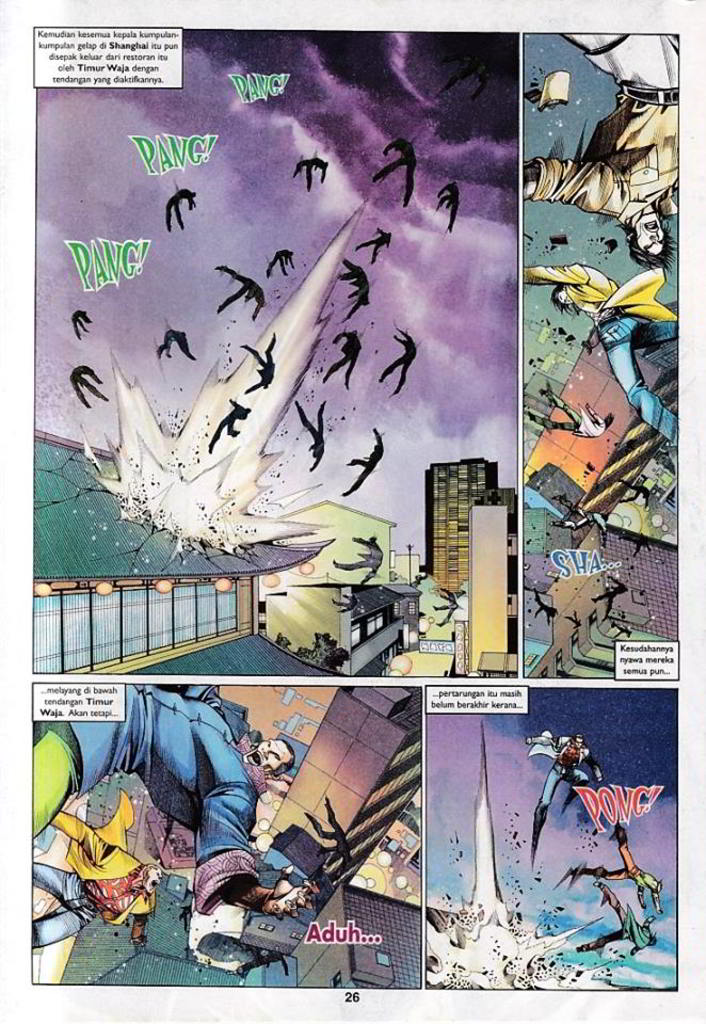 Kemudian kesemua kepala kumpulan-
kumpulan gelap di Shanghai itu pun
disepak keluar dari restoran itu
oleh Timur Waja dengan
tendangan yang diaktifkannya.
PANG!
PANG!
PANG!
SHA...
Kesudahannya
nyawa mereka
semua pun...
...melayang di bawah
tendangan Timur
Waja. Akan tetapi...
Aduh...
...pertarungan itu masih
belum berakhir kerana...
PONG!
26